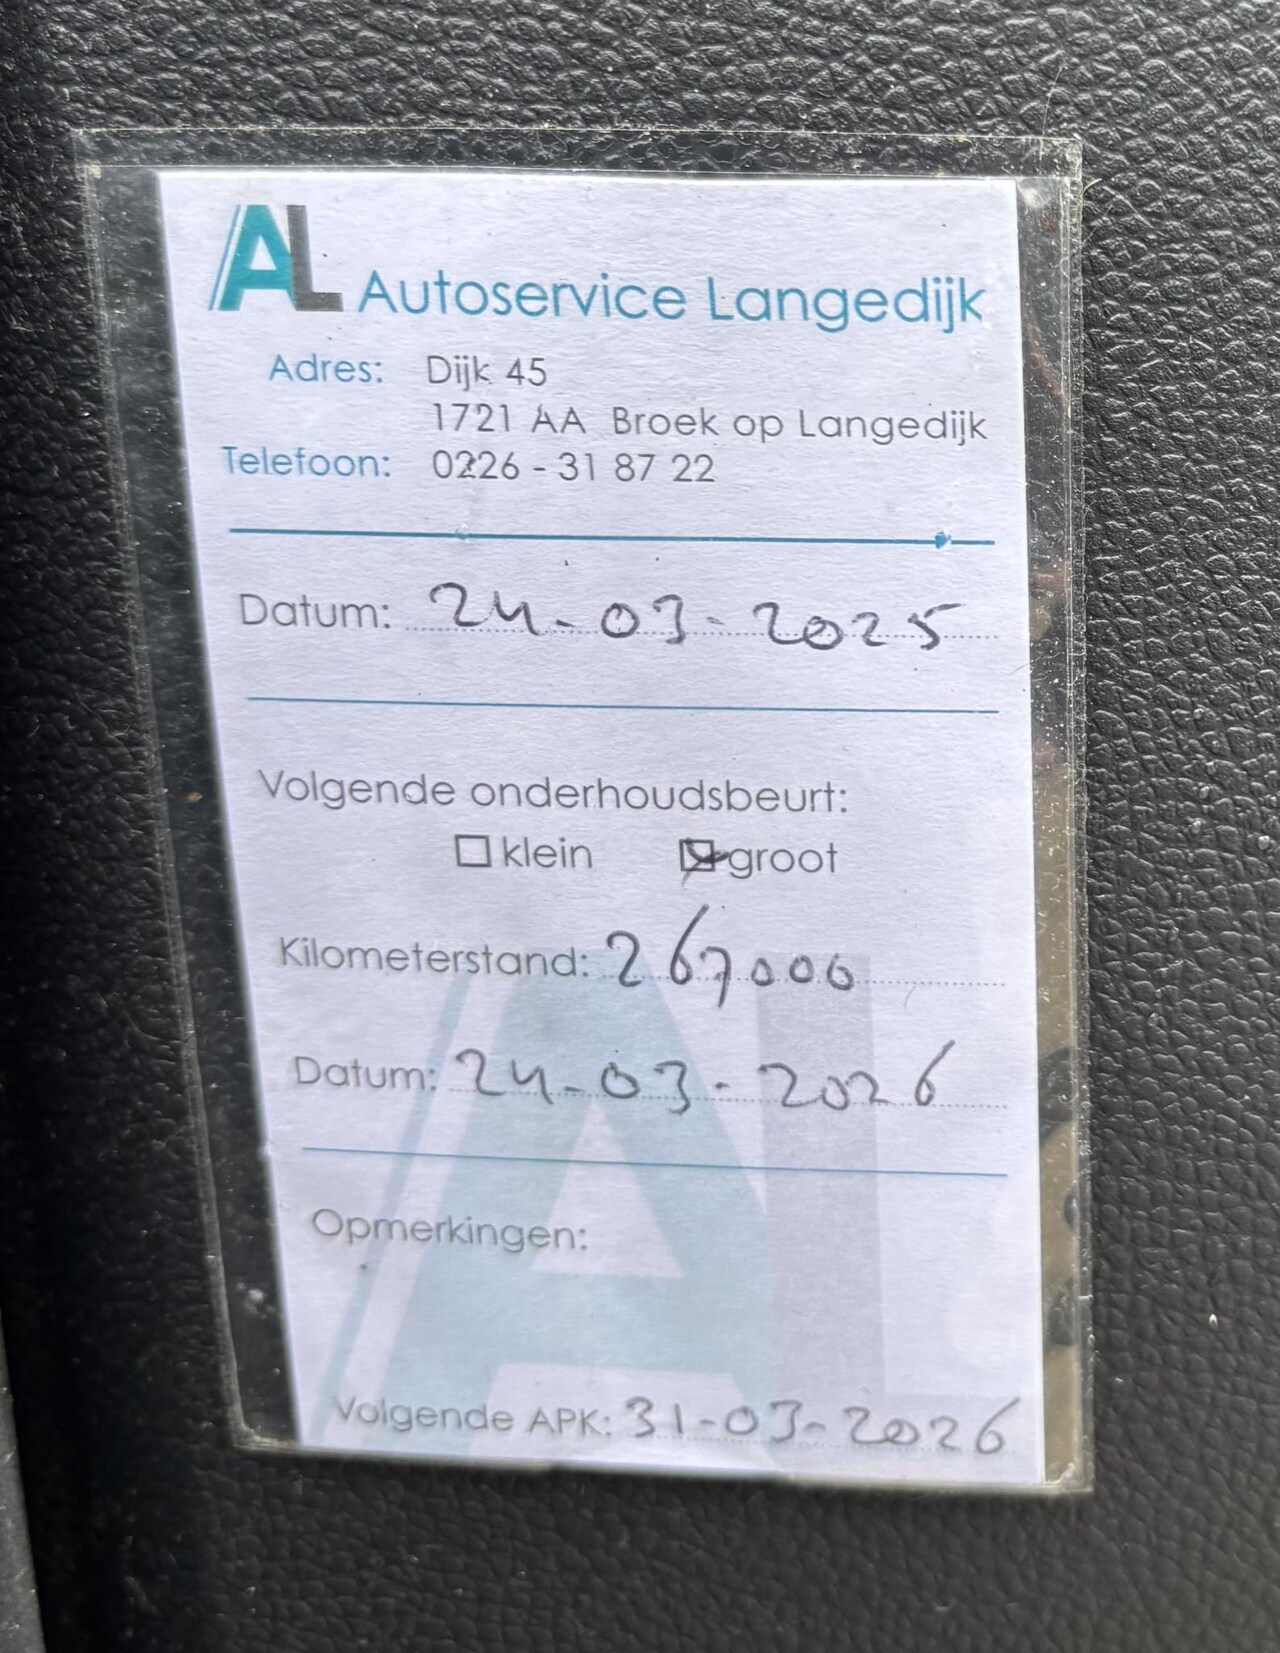 AL Autoservice Langedijk
Adres: Dijk 45
1721 AA Broek op Langedijk
Telefoon: 0226 - 31 87 22
Datum: 24-03-2025
Volgende onderhoudsbeurt:
klein groot
Kilometerstand: 267000
Datum: 24-03-2026
Opmerkingen:
Volgende APK: 31-03-2026